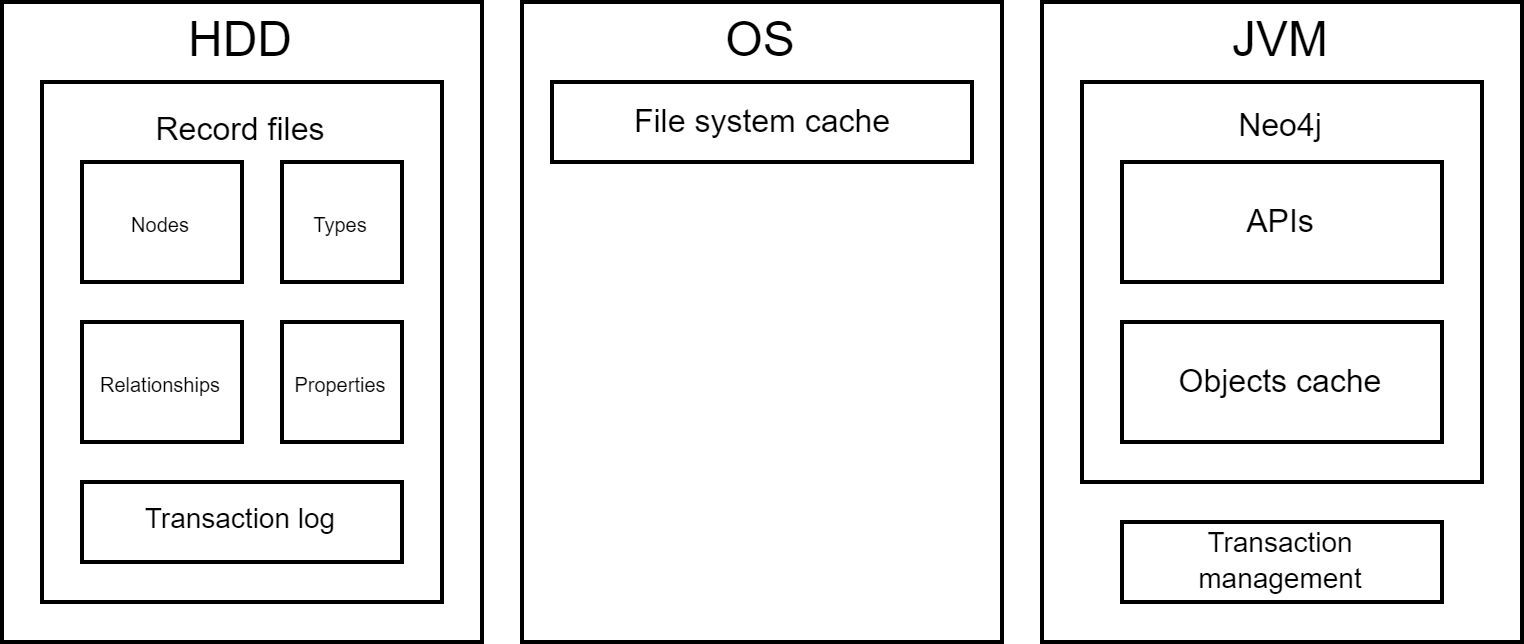 HDD
Record files
Nodes
Types
Relationships
Properties
Transaction log
OS
File system cache
JVM
Neo4j
APIs
Objects cache
Transaction
management